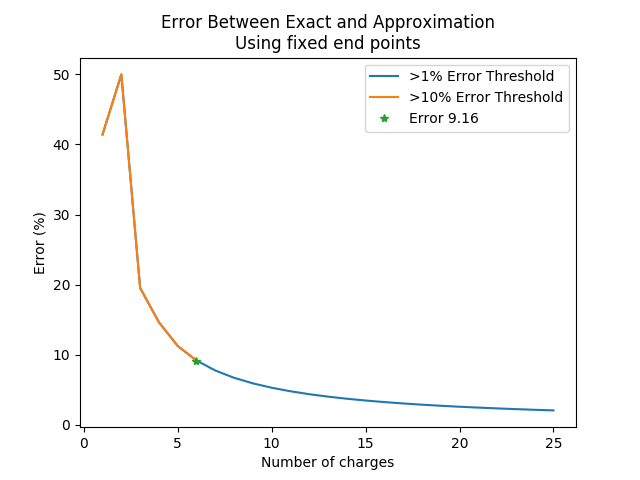 Error Between Exact and Approximation
Using fixed end points
>1% Error Threshold
>10% Error Threshold
Error 9.16
Error (%)
50
40
30
20
10
0
0 5 10 15 20 25
Number of charges